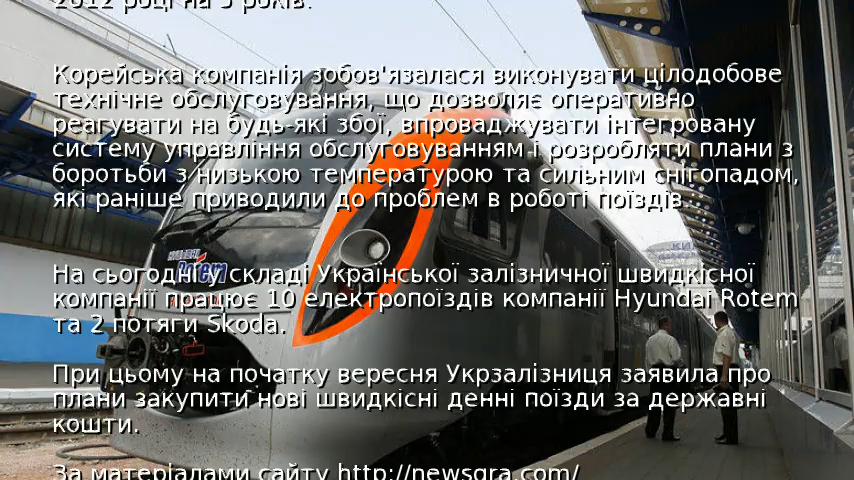 2012 році на 5 років.
Корейська компанія зобов'язалася виконувати цілодобове
технічне обслуговування, що дозволяє оперативно
реагувати на будь-які збої, впроваджувати інтегровану
систему управління обслуговуванням і розробляти плани з
боротьби з низькою температурою та сильним снігопадом,
які раніше приводили до проблем в роботі поїздів.
На сьогодні у складі Української залізничної швидкісної
компанії працює 10 електропоїздів компанії Hyundai Rotem
та 2 потяги Skoda.
При цьому на початку вересня Укрзалізниця заявила про
плани закупити нові швидкісні денні поїзди за державні
кошти.
За матеріалами сайту http://newsgra.com/
HYUNDAI
Rotem